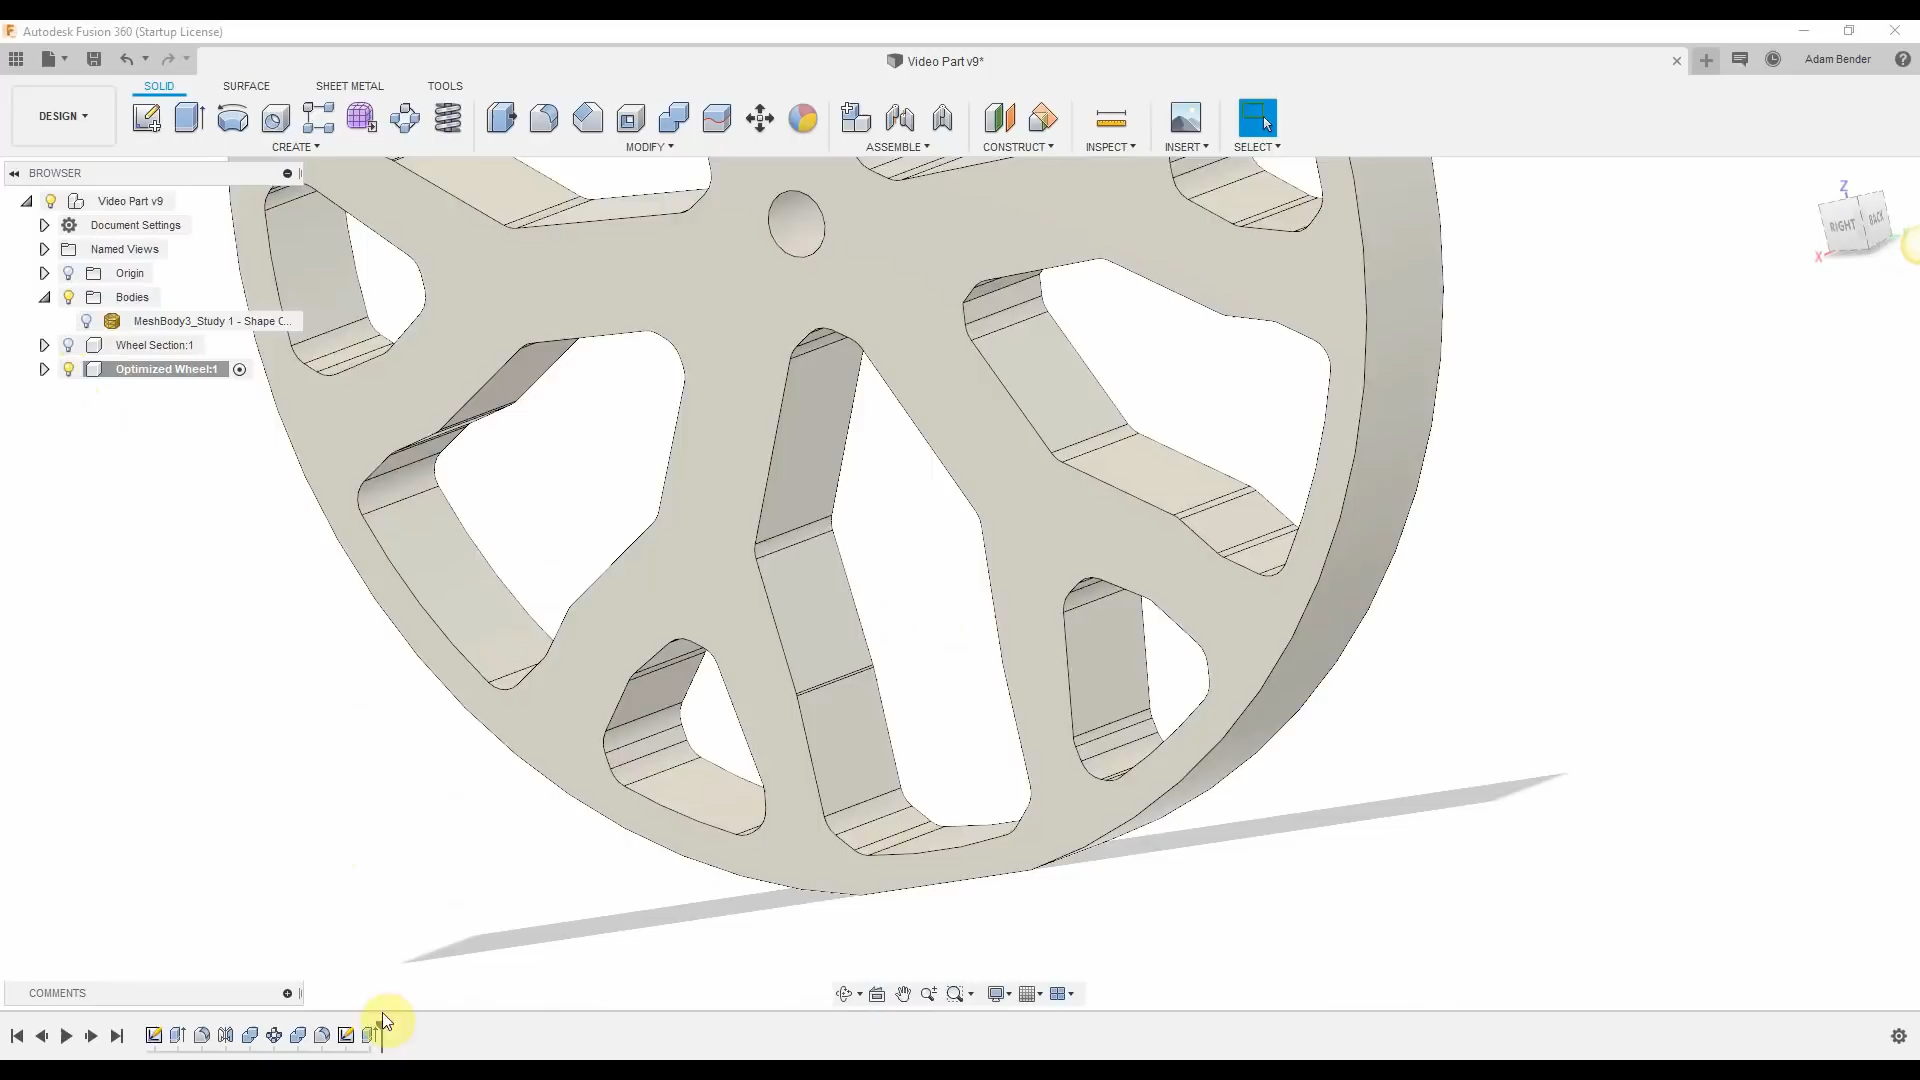 Autodesk Fusion 360 (Startup License)
Video Part v9*
Adam Bender
SOLID
SURFACE
SHEET METAL
TOOLS
DESIGN
CREATE
MODIFY
ASSEMBLE
CONSTRUCT
INSPECT
INSERT
SELECT
BROWSER
Video Part v9
Document Settings
Named Views
Origin
Bodies
MeshBody3_Study 1 - Shape C...
Wheel Section:1
Optimized Wheel:1
Z
RIGHT
BACK
X
COMMENTS